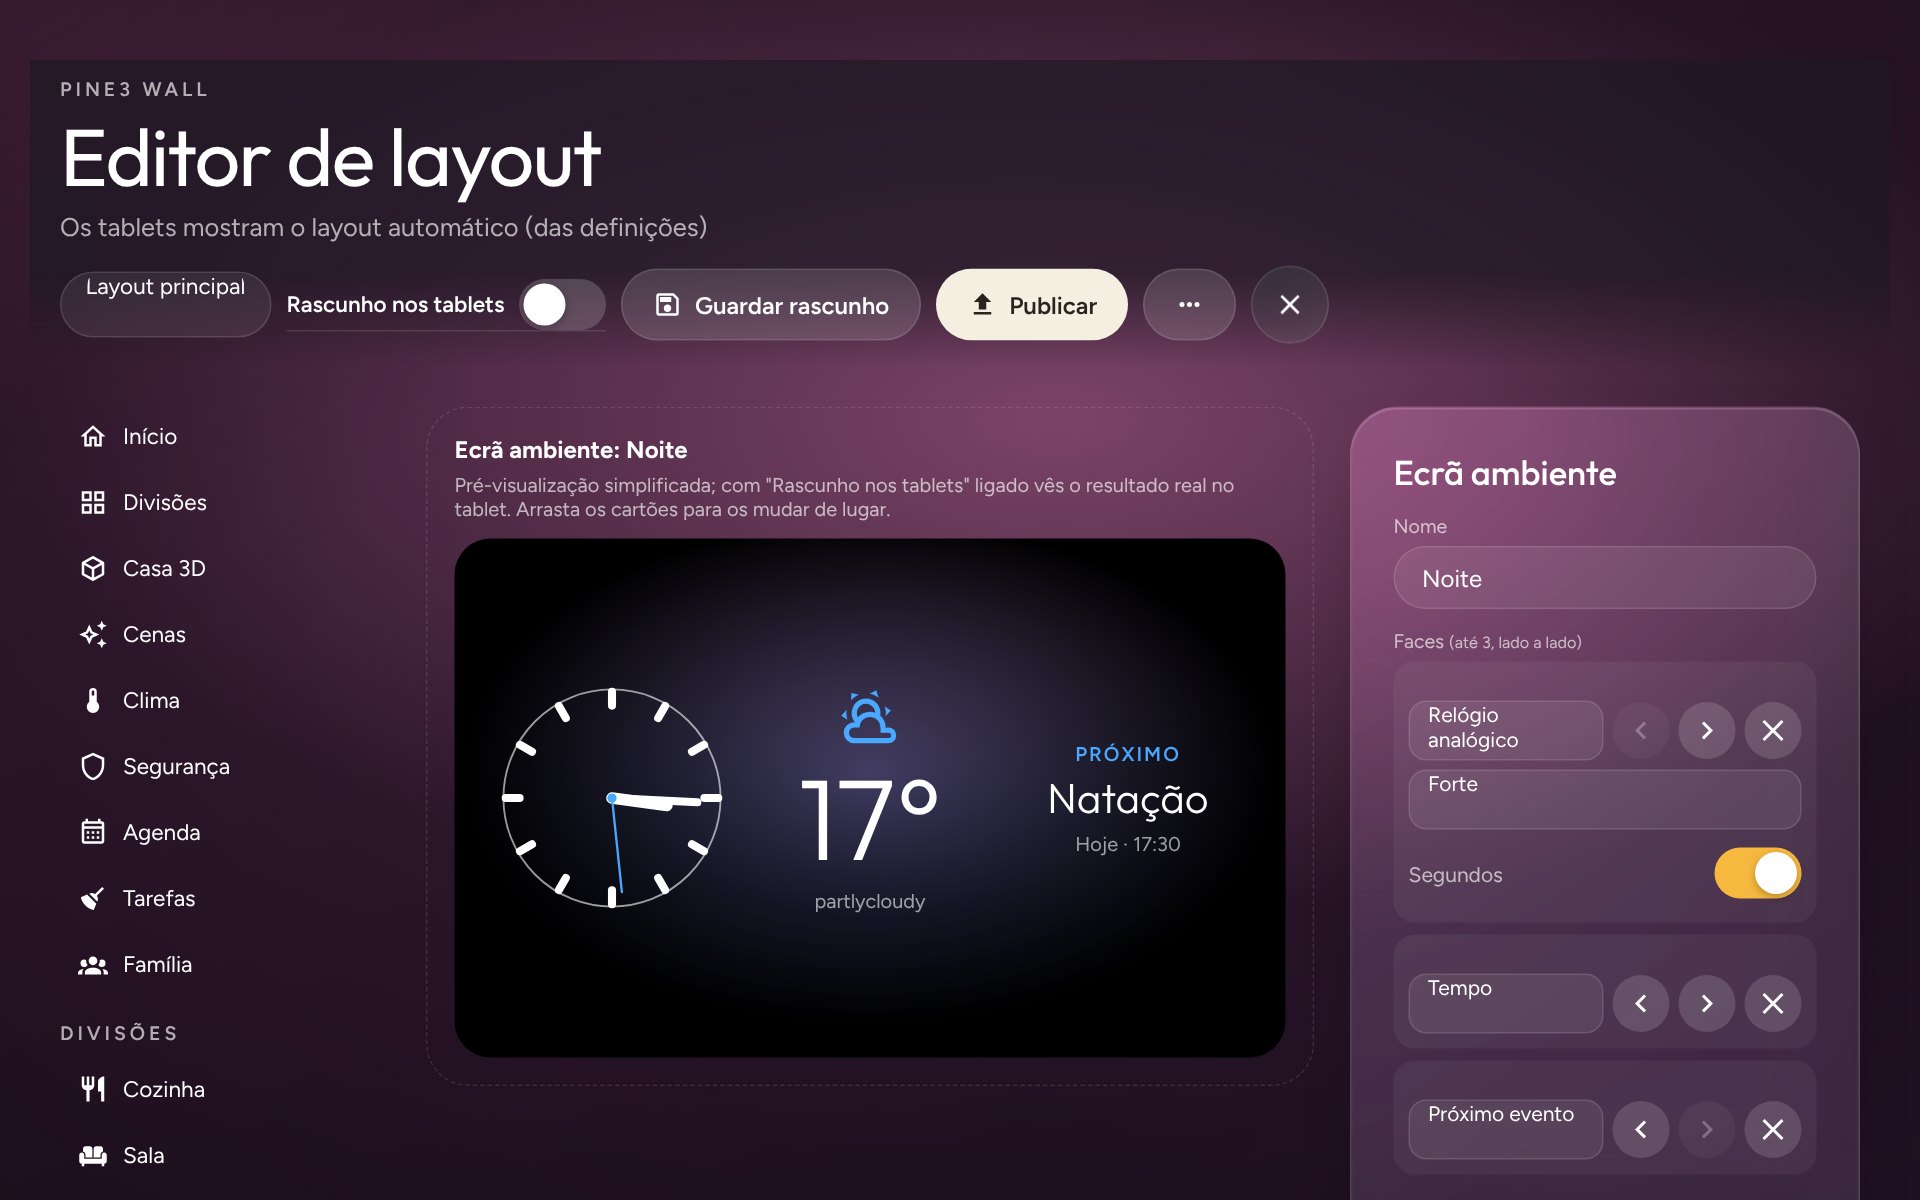 PINE3 WALL
Editor de layout
Os tablets mostram o layout automático (das definições)
Layout principal
Rascunho nos tablets
Guardar rascunho
Publicar
Início
Divisões
Casa 3D
Cenas
Clima
Segurança
Agenda
Tarefas
Família
DIVISÕES
Cozinha
Sala
Ecrã ambiente: Noite
Pré-visualização simplificada; com "Rascunho nos tablets" ligado vês o resultado real no
tablet. Arrasta os cartões para os mudar de lugar.
17°
partlycloudy
PRÓXIMO
Natação
Hoje · 17:30
Ecrã ambiente
Nome
Noite
Faces (até 3, lado a lado)
Relógio
analógico
Forte
Segundos
Tempo
Próximo evento